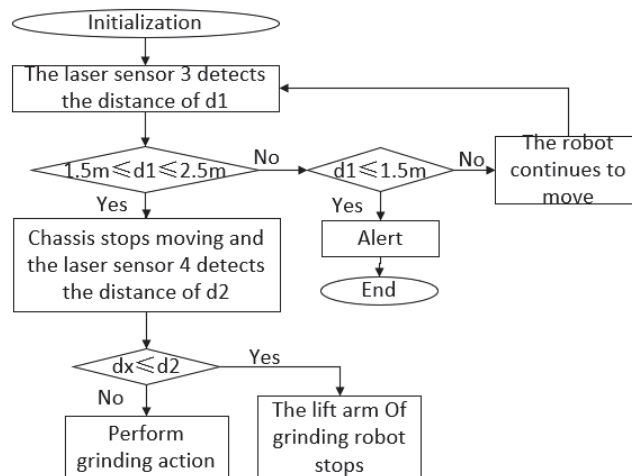 Initialization
The laser sensor 3 detects
the distance of d1
1.5m≤d1≤2.5m
No
d1≤1.5m
No
The robot
continues to
move
Yes
Yes
Chassis stops moving and
the laser sensor 4 detects
the distance of d2
Alert
End
dx≤d2
Yes
No
Perform
grinding action
The lift arm Of
grinding robot
stops